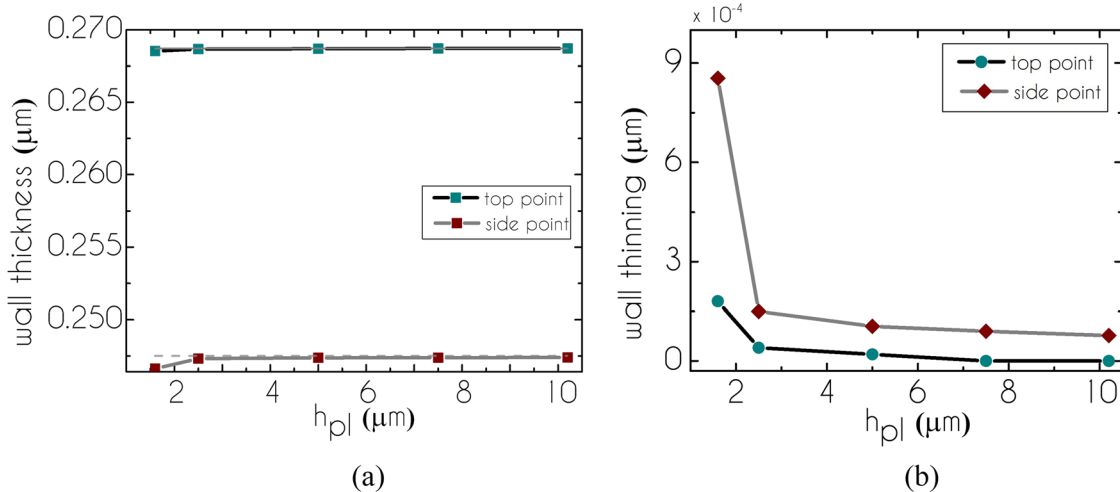 0.270
0.265
0.260
0.255
0.250
wall thickness (μm)
top point
side point
2 4 6 8 10
h_pl (μm)
(a)
x 10^-4
9
6
3
0
wall thinning (μm)
top point
side point
2 4 6 8 10
h_pl (μm)
(b)